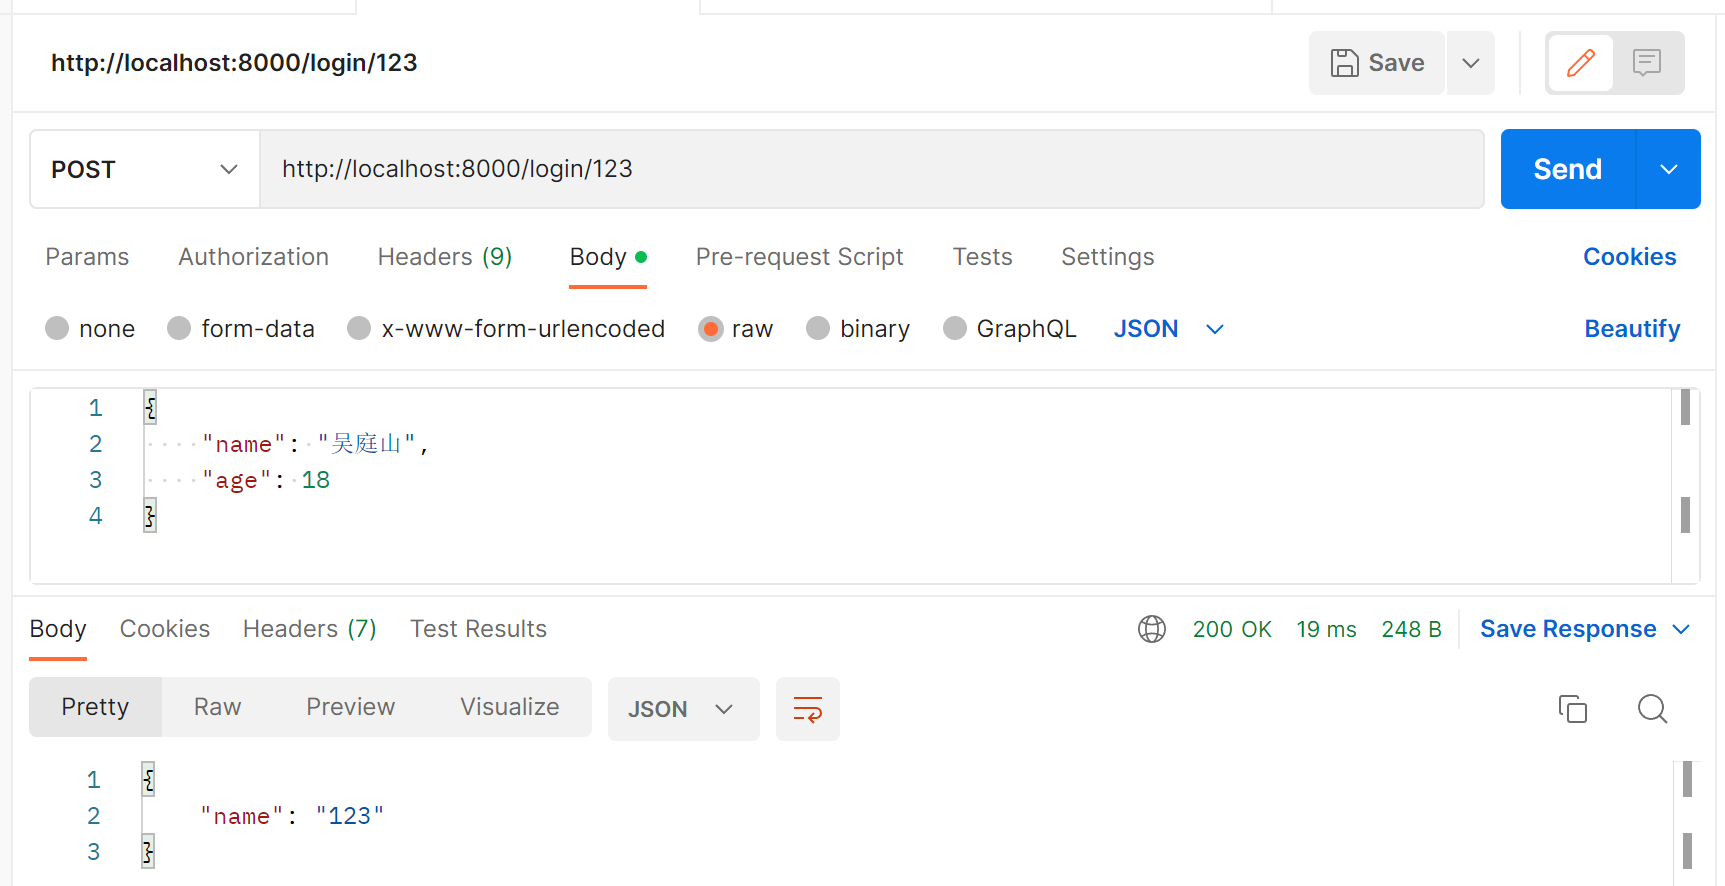 http://localhost:8000/login/123 Save
POST http://localhost:8000/login/123 Send
Params Authorization Headers (9) Body Pre-request Script Tests Settings Cookies
none form-data x-www-form-urlencoded raw binary GraphQL JSON Beautify
1 {
2 "name": "吴庭山",
3 "age": 18
4 }
Body Cookies Headers (7) Test Results 200 OK 19 ms 248 B Save Response
Pretty Raw Preview Visualize JSON
1 {
2 "name": "123"
3 }